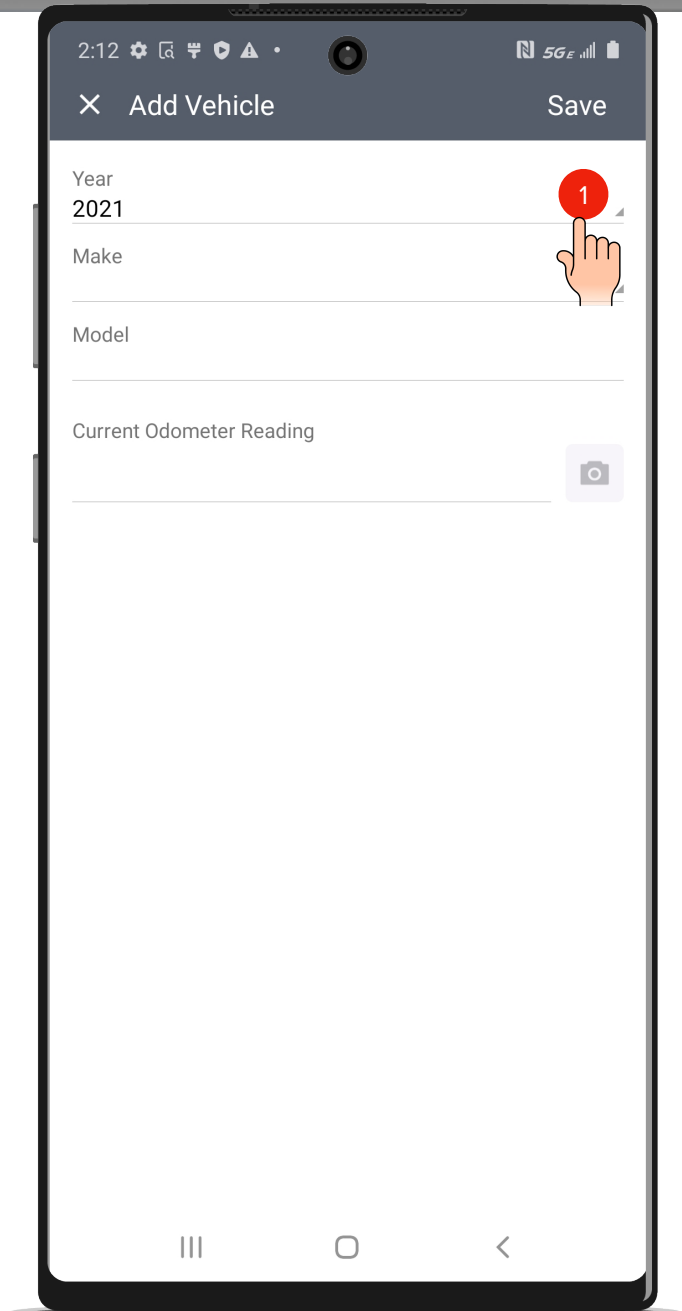 2:12 5GE
Add Vehicle Save
Year
2021
1
Make
Model
Current Odometer Reading